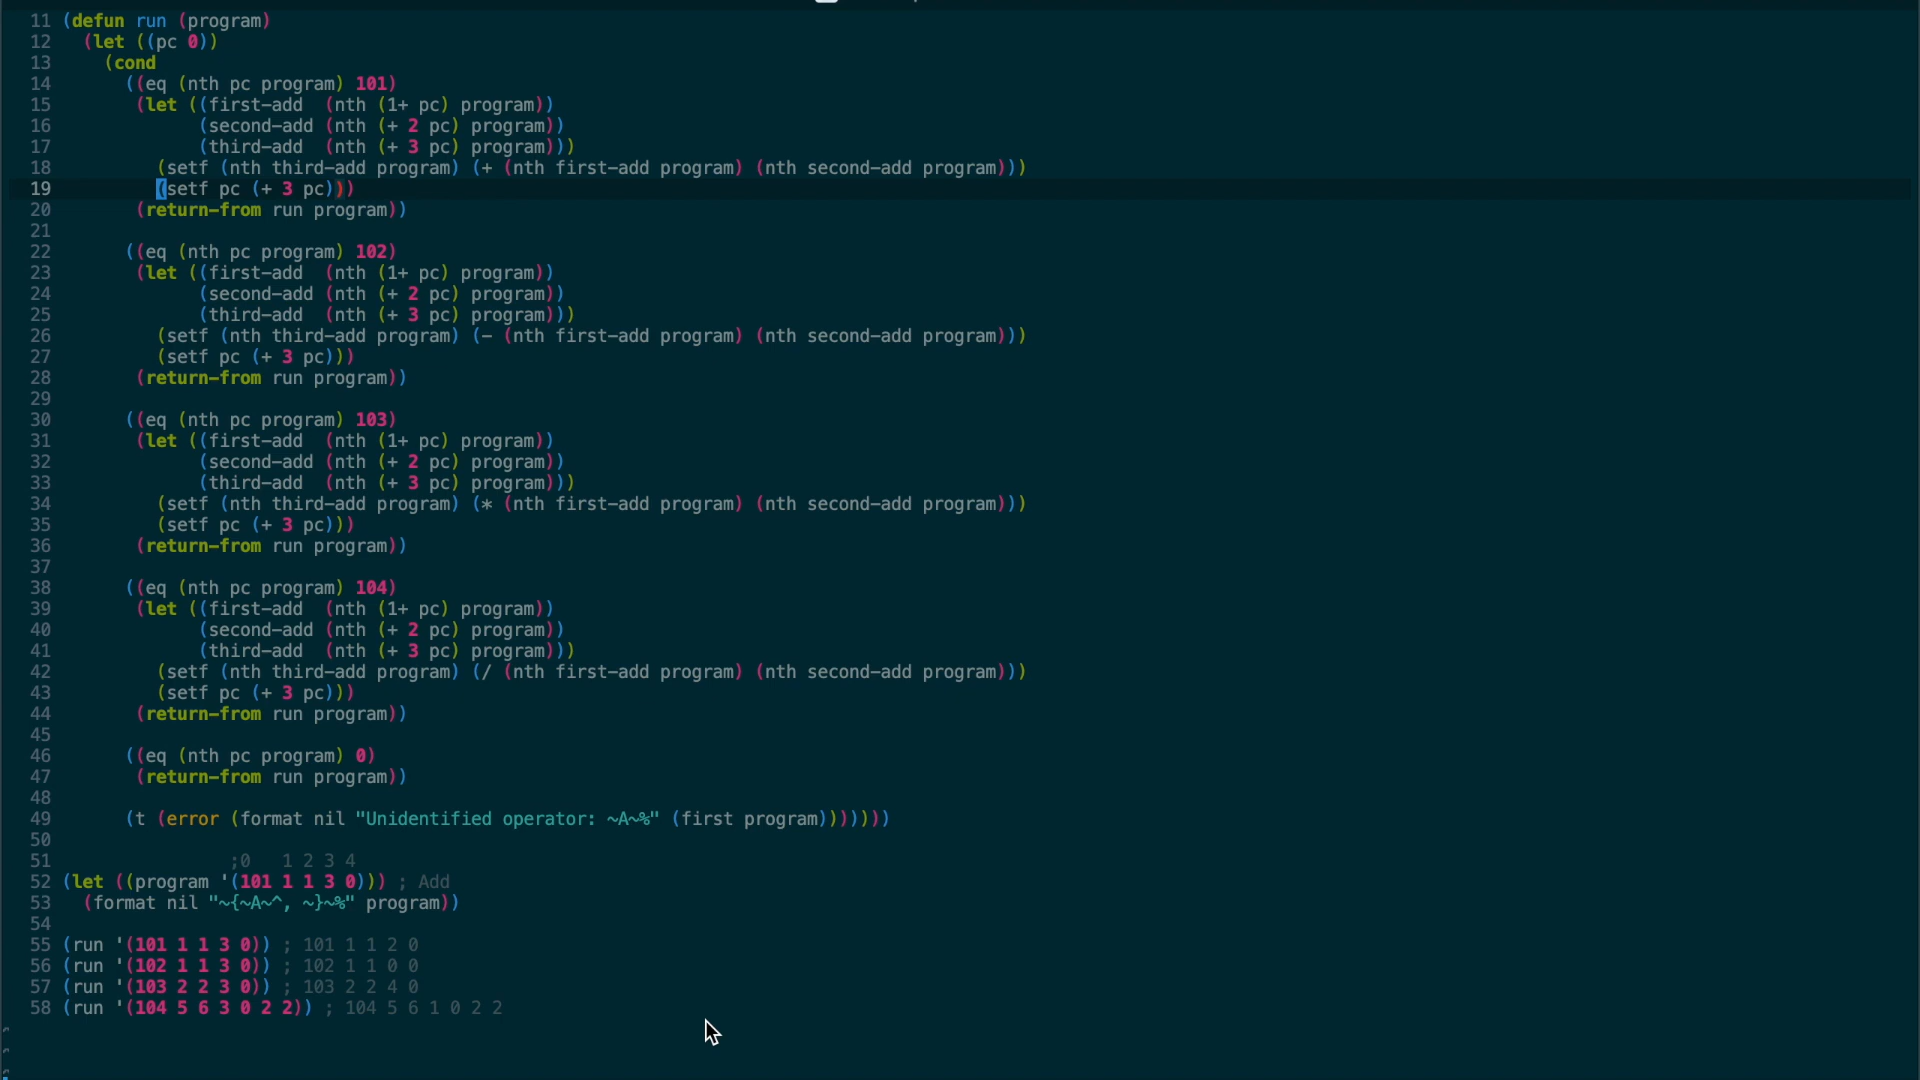 11 (defun run (program)
12   (let ((pc 0))
13     (cond
14       ((eq (nth pc program) 101)
15        (let ((first-add  (nth (1+ pc) program))
16              (second-add (nth (+ 2 pc) program))
17              (third-add  (nth (+ 3 pc) program)))
18          (setf (nth third-add program) (+ (nth first-add program) (nth second-add program)))
19          (setf pc (+ 3 pc)))
20        (return-from run program))
21
22       ((eq (nth pc program) 102)
23        (let ((first-add  (nth (1+ pc) program))
24              (second-add (nth (+ 2 pc) program))
25              (third-add  (nth (+ 3 pc) program)))
26          (setf (nth third-add program) (- (nth first-add program) (nth second-add program)))
27          (setf pc (+ 3 pc)))
28        (return-from run program))
29
30       ((eq (nth pc program) 103)
31        (let ((first-add  (nth (1+ pc) program))
32              (second-add (nth (+ 2 pc) program))
33              (third-add  (nth (+ 3 pc) program)))
34          (setf (nth third-add program) (* (nth first-add program) (nth second-add program)))
35          (setf pc (+ 3 pc)))
36        (return-from run program))
37
38       ((eq (nth pc program) 104)
39        (let ((first-add  (nth (1+ pc) program))
40              (second-add (nth (+ 2 pc) program))
41              (third-add  (nth (+ 3 pc) program)))
42          (setf (nth third-add program) (/ (nth first-add program) (nth second-add program)))
43          (setf pc (+ 3 pc)))
44        (return-from run program))
45
46       ((eq (nth pc program) 0)
47        (return-from run program))
48
49       (t (error (format nil "Unidentified operator: ~A~%" (first program)))))))
50
51                 ;0   1 2 3 4
52 (let ((program '(101 1 1 3 0))) ; Add
53   (format nil "~{~A~^, ~}~%" program))
54
55 (run '(101 1 1 3 0)) ; 101 1 1 2 0
56 (run '(102 1 1 3 0)) ; 102 1 1 0 0
57 (run '(103 2 2 3 0)) ; 103 2 2 4 0
58 (run '(104 5 6 3 0 2 2)) ; 104 5 6 1 0 2 2